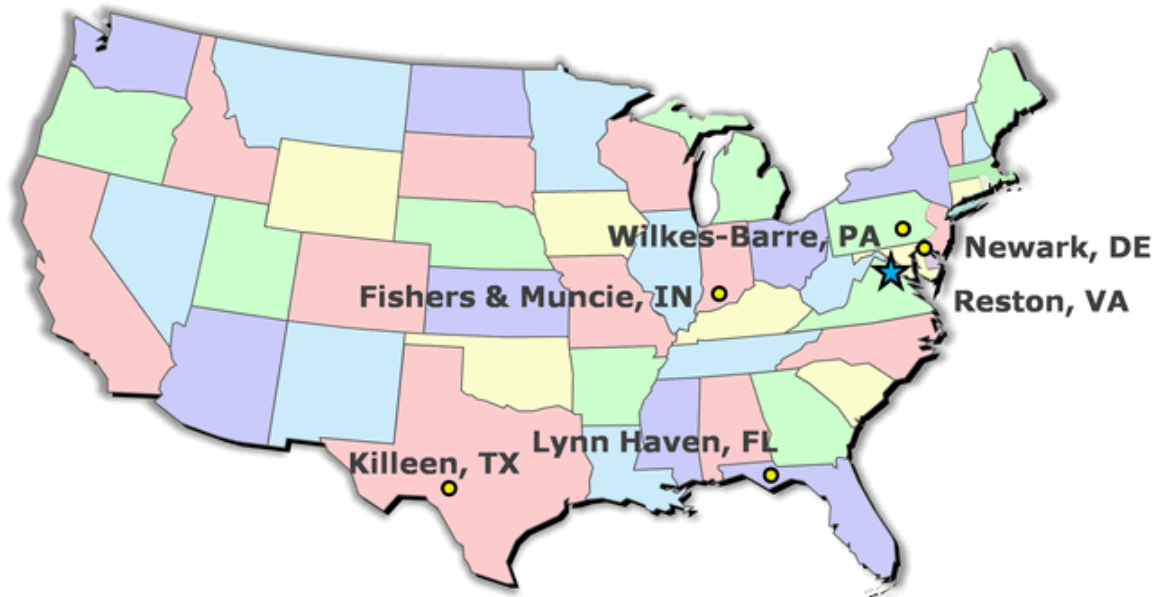 Wilkes-Barre, PA
Newark, DE
Fishers & Muncie, IN
Reston, VA
Lynn Haven, FL
Killeen, TX